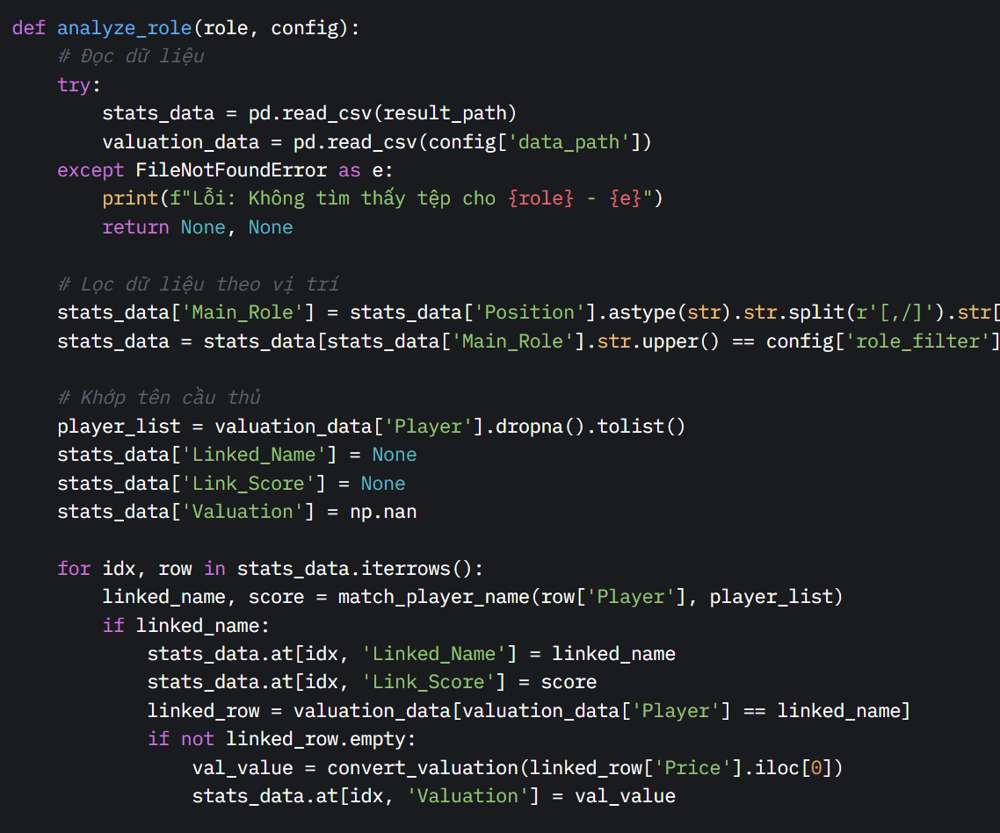 def analyze_role(role, config):
    # Đọc dữ liệu
    try:
        stats_data = pd.read_csv(result_path)
        valuation_data = pd.read_csv(config['data_path'])
    except FileNotFoundError as e:
        print(f"Lỗi: Không tìm thấy tệp cho {role} - {e}")
        return None, None

    # Lọc dữ liệu theo vị trí
    stats_data['Main_Role'] = stats_data['Position'].astype(str).str.split(r'[,/]').str[
    stats_data = stats_data[stats_data['Main_Role'].str.upper() == config['role_filter']

    # Khớp tên cầu thủ
    player_list = valuation_data['Player'].dropna().tolist()
    stats_data['Linked_Name'] = None
    stats_data['Link_Score'] = None
    stats_data['Valuation'] = np.nan

    for idx, row in stats_data.iterrows():
        linked_name, score = match_player_name(row['Player'], player_list)
        if linked_name:
            stats_data.at[idx, 'Linked_Name'] = linked_name
            stats_data.at[idx, 'Link_Score'] = score
            linked_row = valuation_data[valuation_data['Player'] == linked_name]
            if not linked_row.empty:
                val_value = convert_valuation(linked_row['Price'].iloc[0])
                stats_data.at[idx, 'Valuation'] = val_value